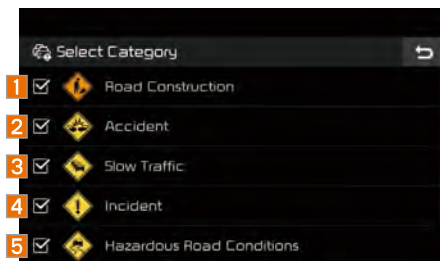 Select Category
1 Road Construction
2 Accident
3 Slow Traffic
4 ! Incident
5 Hazardous Road Conditions